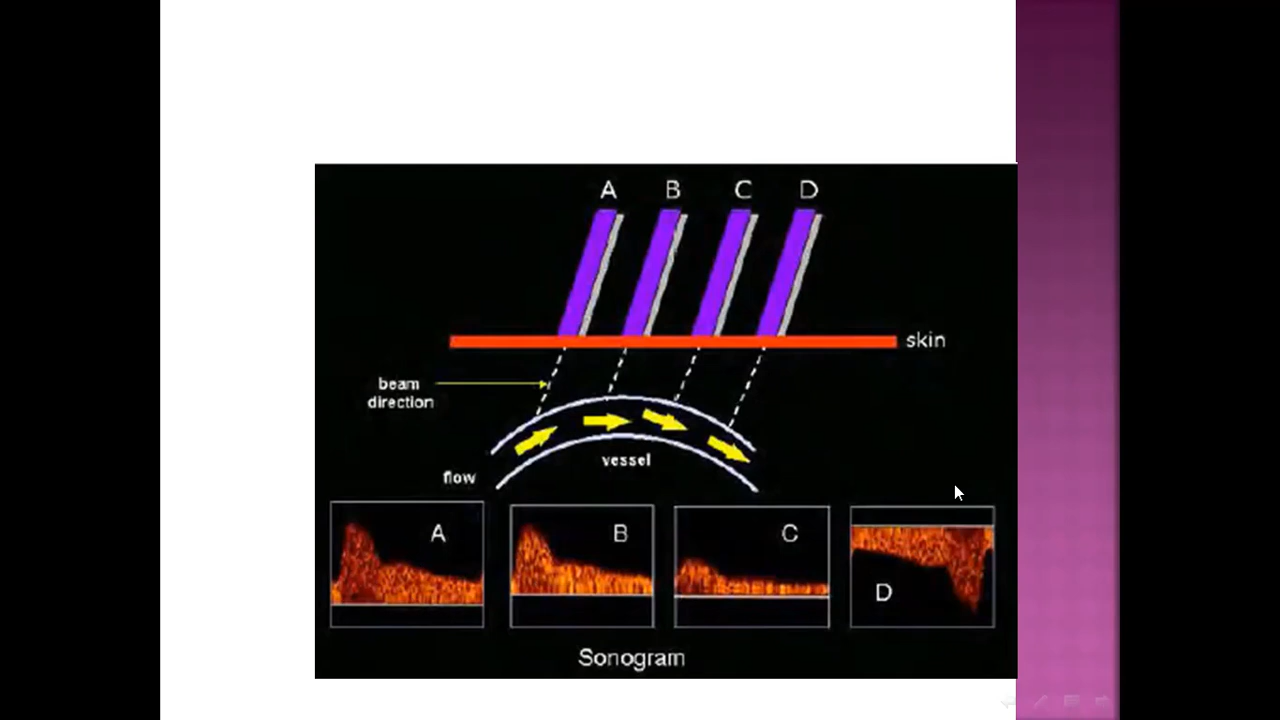 A B C D
skin
beam
direction
vessel
flow
A B C
D
Sonogram